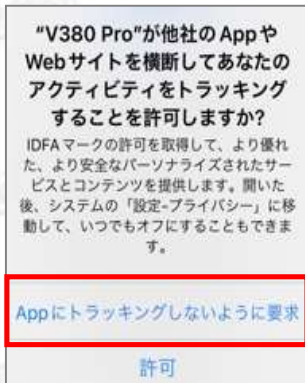 “V380 Pro”が他社のAppや
Webサイトを横断してあなたの
アクティビティをトラッキング
することを許可しますか?
IDFAマークの許可を取得して、より優れ
た、より安全なパーソナライズされたサー
ビスとコンテンツを提供します。開いた
後、システムの「設定-プライバシー」に移
動して、いつでもオフにすることもできま
す。
Appにトラッキングしないように要求
許可